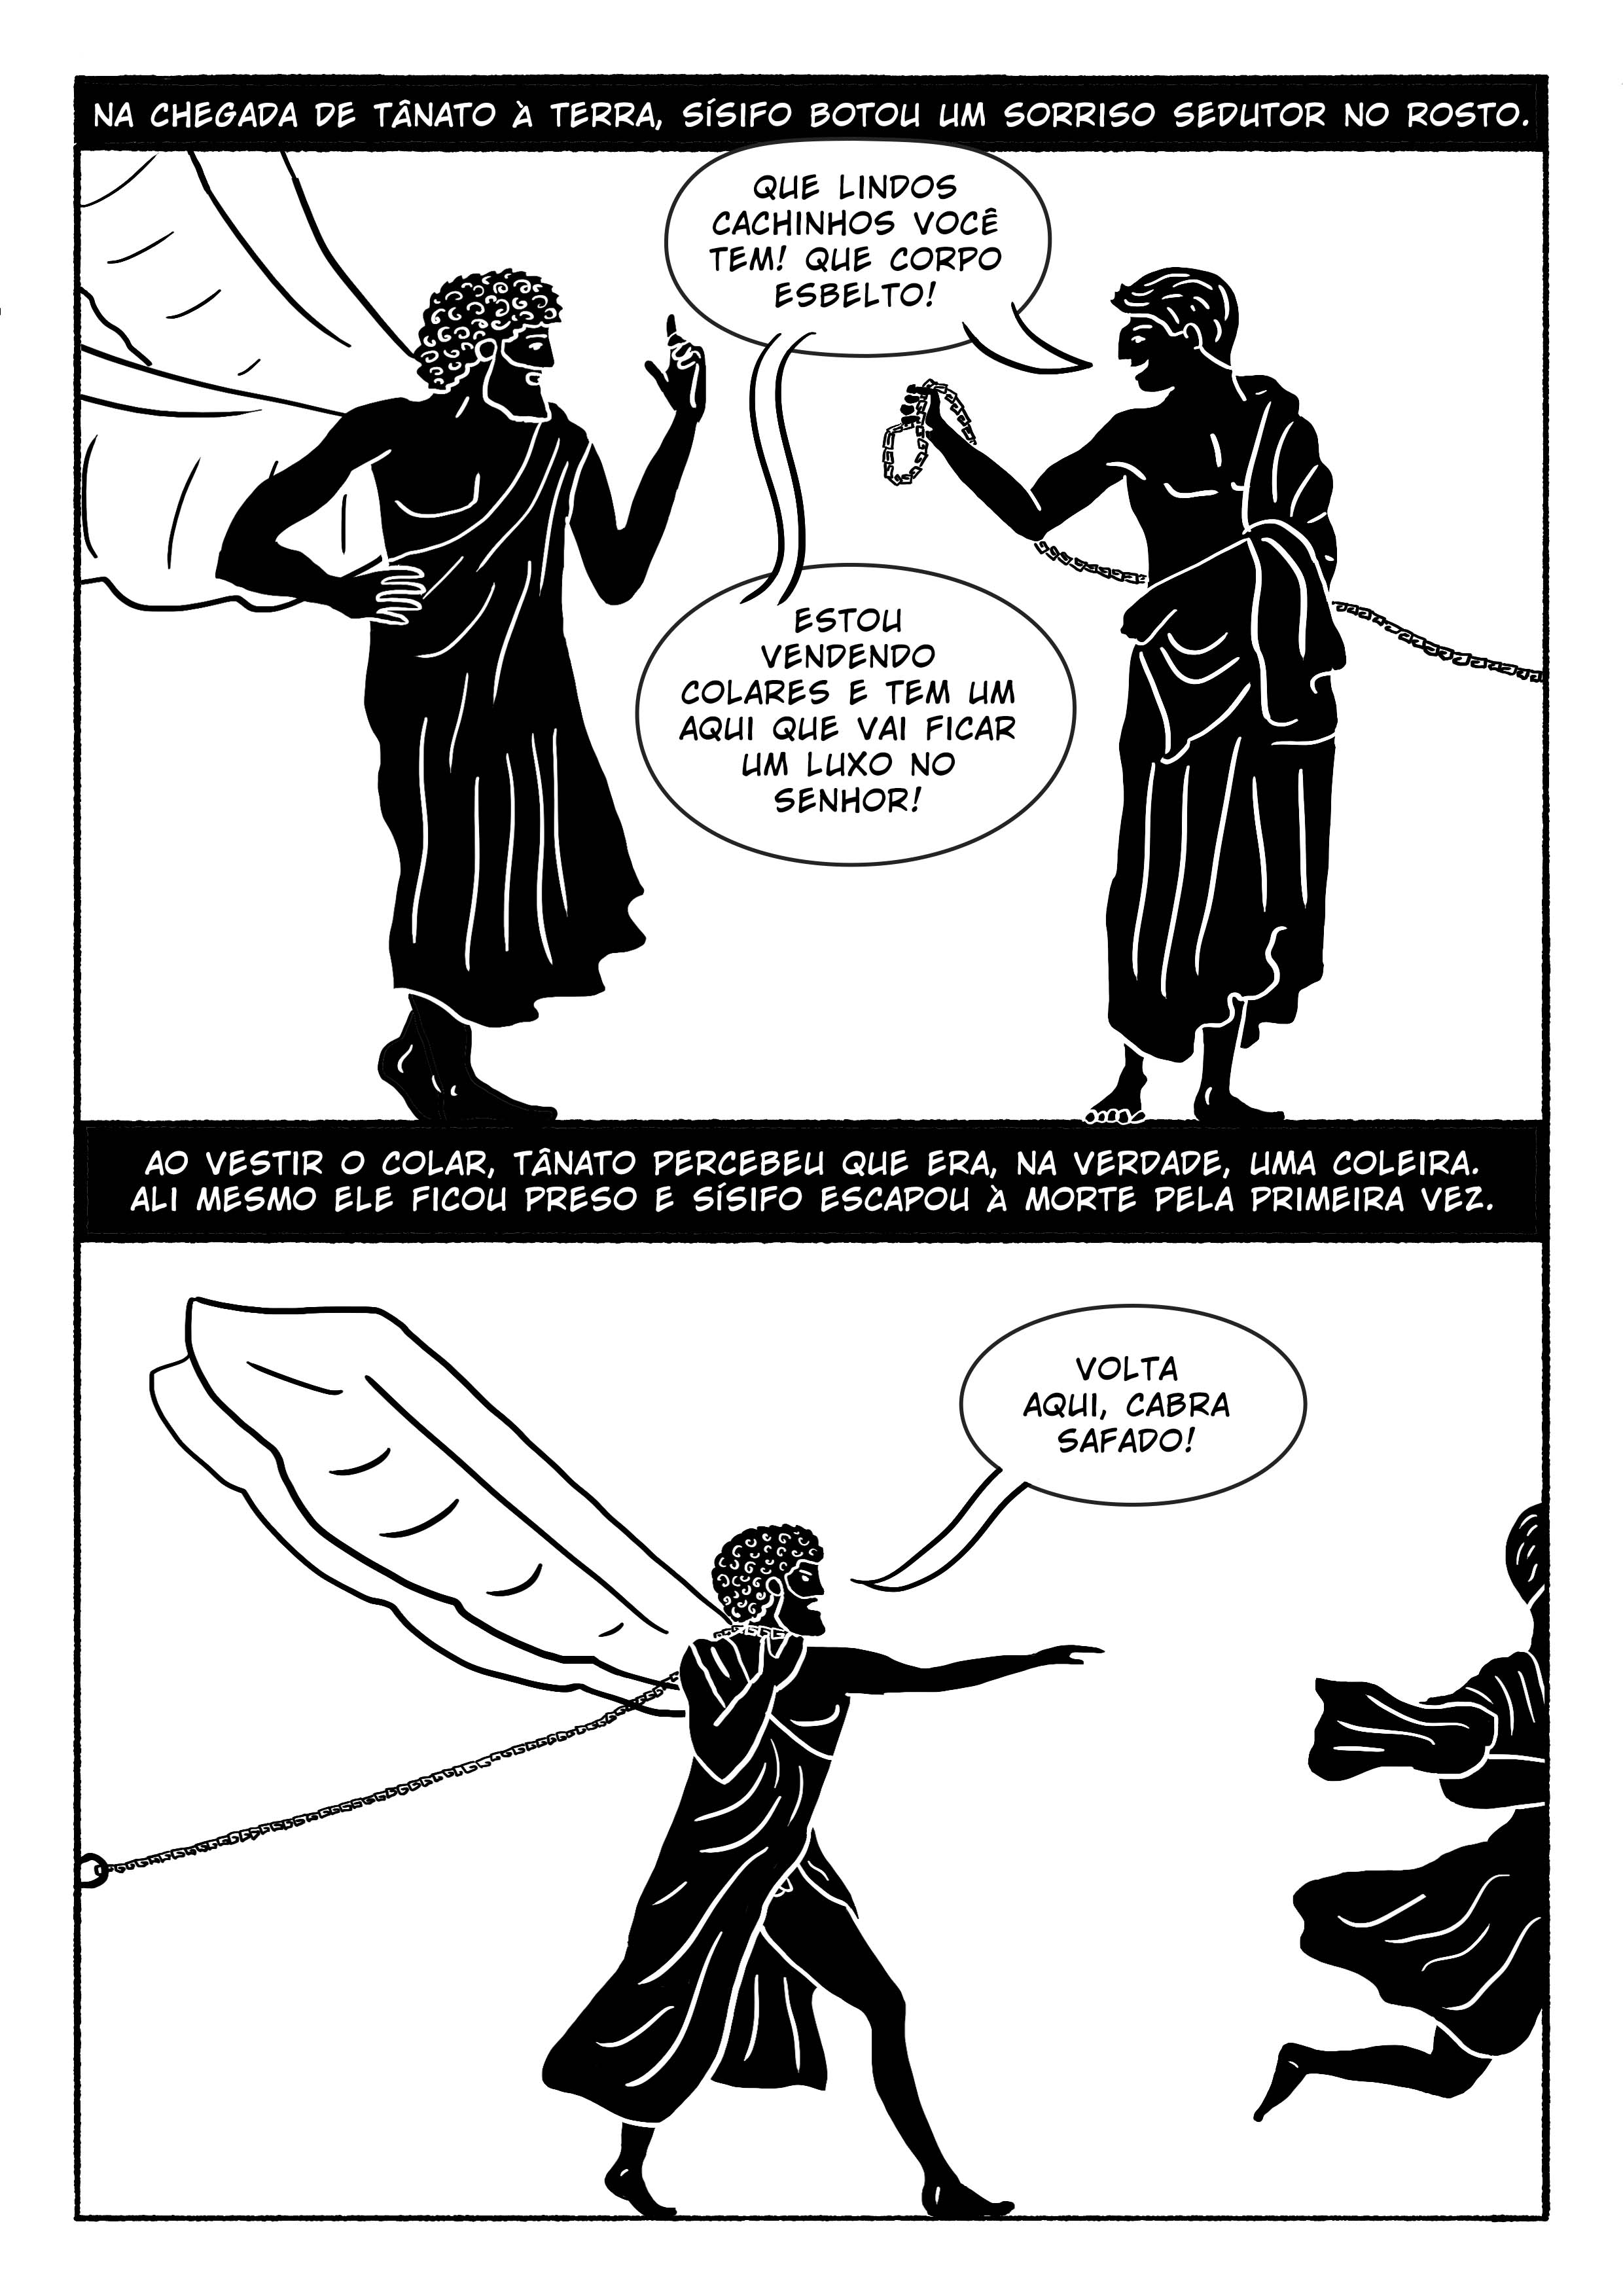 NA CHEGADA DE TÂNATO À TERRA, SÍSIFO BOTOU UM SORRISO SEDUTOR NO ROSTO.
QUE LINDOS
CACHINHOS VOCÊ
TEM! QUE CORPO
ESBELTO!
ESTOU
VENDENDO
COLARES E TEM UM
AQUI QUE VAI FICAR
UM LUXO NO
SENHOR!
AO VESTIR O COLAR, TÂNATO PERCEBEU QUE ERA, NA VERDADE, UMA COLEIRA.
ALI MESMO ELE FICOU PRESO E SÍSIFO ESCAPOU À MORTE PELA PRIMEIRA VEZ.
VOLTA
AQUI, CABRA
SAFADO!